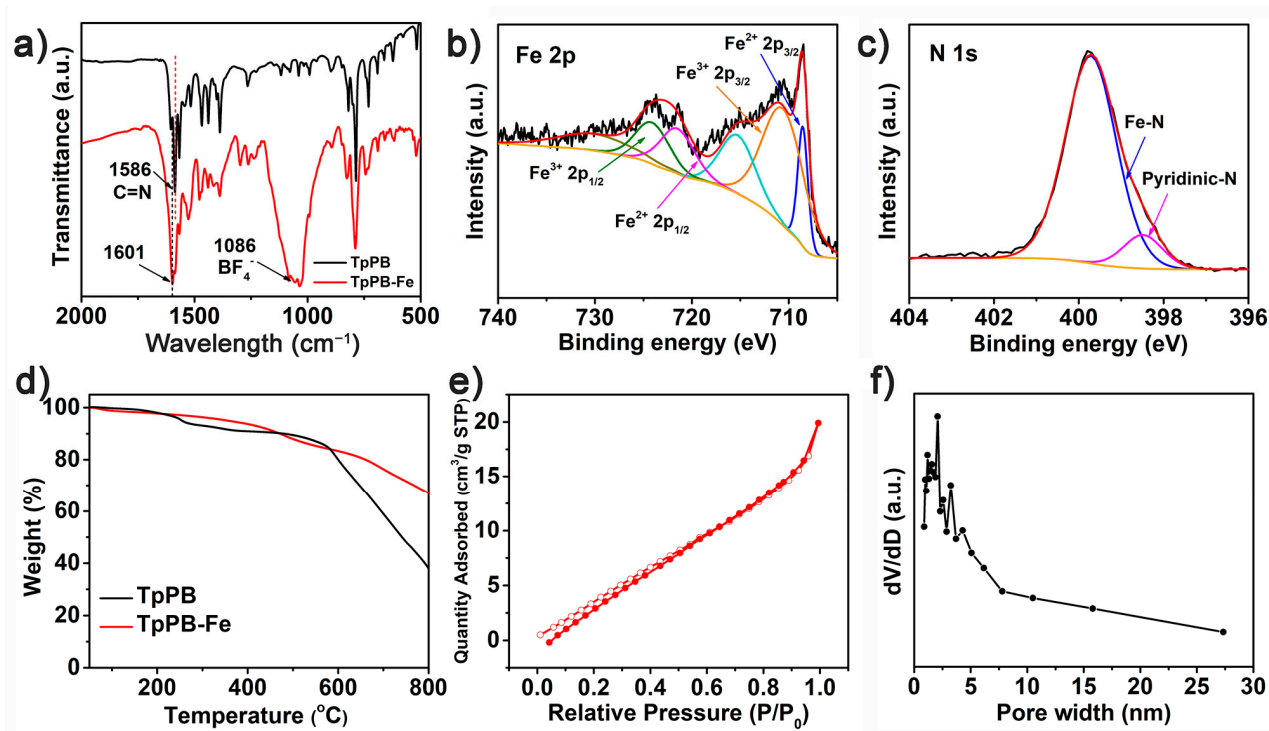 a)
Transmittance (a.u.)
1586
C=N
1601
1086
BF4-
TpPB
TpPB-Fe
2000 1500 1000 500
Wavelength (cm−1)
b)
Fe 2p
Intensity (a.u.)
Fe2+ 2p3/2
Fe3+ 2p3/2
Fe3+ 2p1/2
Fe2+ 2p1/2
740 730 720 710
Binding energy (eV)
c)
N 1s
Intensity (a.u.)
Fe-N
Pyridinic-N
404 402 400 398 396
Binding energy (eV)
d)
Weight (%)
100
80
60
40
20
0
TpPB
TpPB-Fe
200 400 600 800
Temperature (oC)
e)
Quantity Adsorbed (cm3/g STP)
20
15
10
5
0
0.0 0.2 0.4 0.6 0.8 1.0
Relative Pressure (P/P0)
f)
dV/dD (a.u.)
0 5 10 15 20 25 30
Pore width (nm)